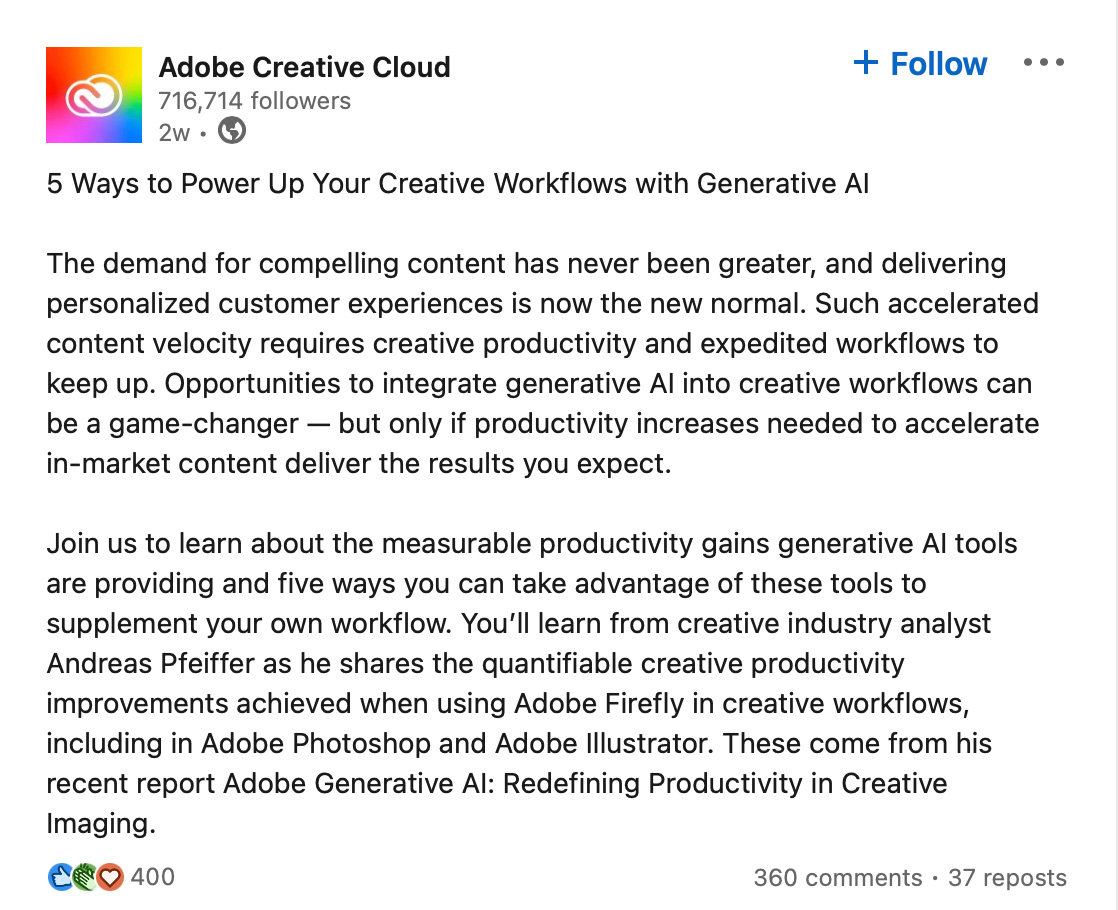 Adobe Creative Cloud
+ Follow
716,714 followers
2w •
5 Ways to Power Up Your Creative Workflows with Generative AI
The demand for compelling content has never been greater, and delivering
personalized customer experiences is now the new normal. Such accelerated
content velocity requires creative productivity and expedited workflows to
keep up. Opportunities to integrate generative AI into creative workflows can
be a game-changer — but only if productivity increases needed to accelerate
in-market content deliver the results you expect.
Join us to learn about the measurable productivity gains generative AI tools
are providing and five ways you can take advantage of these tools to
supplement your own workflow. You’ll learn from creative industry analyst
Andreas Pfeiffer as he shares the quantifiable creative productivity
improvements achieved when using Adobe Firefly in creative workflows,
including in Adobe Photoshop and Adobe Illustrator. These come from his
recent report Adobe Generative AI: Redefining Productivity in Creative
Imaging.
400
360 comments • 37 reposts